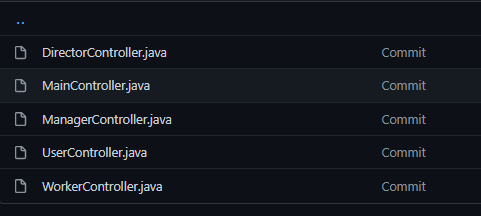 ..
DirectorController.java Commit
MainController.java Commit
ManagerController.java Commit
UserController.java Commit
WorkerController.java Commit